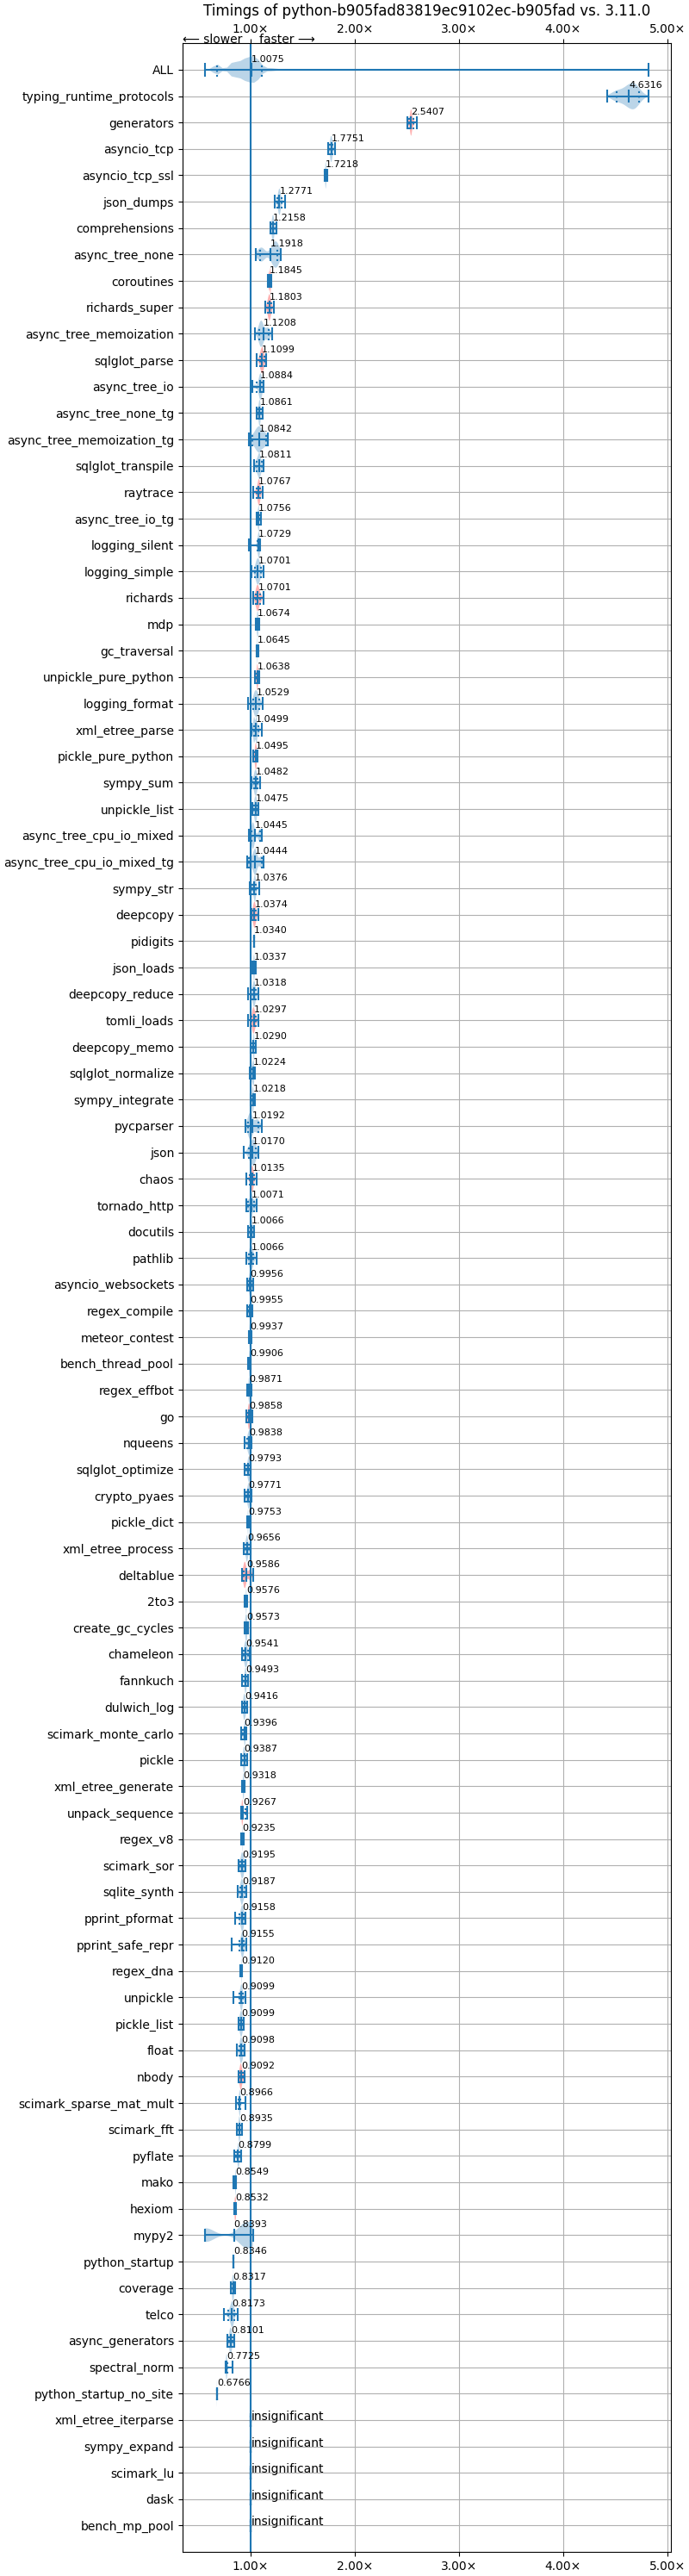 Timings of python-b905fad83819ec9102ec-b905fad vs. 3.11.0
1.00× 2.00× 3.00× 4.00× 5.00×
⟵ slower faster ⟶
ALL 1.0075
typing_runtime_protocols 4.6316
generators 2.5407
asyncio_tcp 1.7751
asyncio_tcp_ssl 1.7218
json_dumps 1.2771
comprehensions 1.2158
async_tree_none 1.1918
coroutines 1.1845
richards_super 1.1803
async_tree_memoization 1.1208
sqlglot_parse 1.1099
async_tree_io 1.0884
async_tree_none_tg 1.0861
async_tree_memoization_tg 1.0842
sqlglot_transpile 1.0811
raytrace 1.0767
async_tree_io_tg 1.0756
logging_silent 1.0729
logging_simple 1.0701
richards 1.0701
mdp 1.0674
gc_traversal 1.0645
unpickle_pure_python 1.0638
logging_format 1.0529
xml_etree_parse 1.0499
pickle_pure_python 1.0495
sympy_sum 1.0482
unpickle_list 1.0475
async_tree_cpu_io_mixed 1.0445
async_tree_cpu_io_mixed_tg 1.0444
sympy_str 1.0376
deepcopy 1.0374
pidigits 1.0340
json_loads 1.0337
deepcopy_reduce 1.0318
tomli_loads 1.0297
deepcopy_memo 1.0290
sqlglot_normalize 1.0224
sympy_integrate 1.0218
pycparser 1.0192
json 1.0170
chaos 1.0135
tornado_http 1.0071
docutils 1.0066
pathlib 1.0066
asyncio_websockets 0.9956
regex_compile 0.9955
meteor_contest 0.9937
bench_thread_pool 0.9906
regex_effbot 0.9871
go 0.9858
nqueens 0.9838
sqlglot_optimize 0.9793
crypto_pyaes 0.9771
pickle_dict 0.9753
xml_etree_process 0.9656
deltablue 0.9586
2to3 0.9576
create_gc_cycles 0.9573
chameleon 0.9541
fannkuch 0.9493
dulwich_log 0.9416
scimark_monte_carlo 0.9396
pickle 0.9387
xml_etree_generate 0.9318
unpack_sequence 0.9267
regex_v8 0.9235
scimark_sor 0.9195
sqlite_synth 0.9187
pprint_pformat 0.9158
pprint_safe_repr 0.9155
regex_dna 0.9120
unpickle 0.9099
pickle_list 0.9099
float 0.9098
nbody 0.9092
scimark_sparse_mat_mult 0.8966
scimark_fft 0.8935
pyflate 0.8799
mako 0.8549
hexiom 0.8532
mypy2 0.8393
python_startup 0.8346
coverage 0.8317
telco 0.8173
async_generators 0.8101
spectral_norm 0.7725
python_startup_no_site 0.6766
xml_etree_iterparse insignificant
sympy_expand insignificant
scimark_lu insignificant
dask insignificant
bench_mp_pool insignificant
1.00× 2.00× 3.00× 4.00× 5.00×